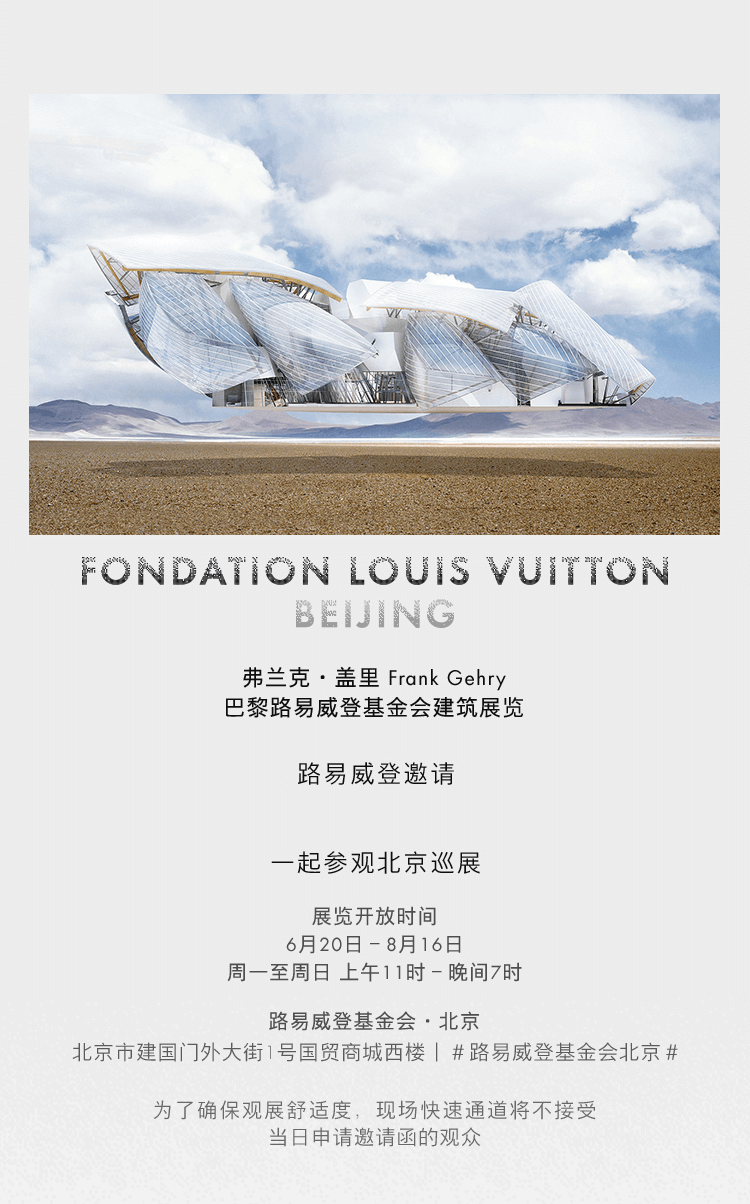 FONDATION LOUIS VUITTON
BEIJING
弗兰克·盖里 Frank Gehry
巴黎路易威登基金会建筑展览
路易威登邀请
一起参观北京巡展
展览开放时间
6月20日－8月16日
周一至周日 上午11时－晚间7时
路易威登基金会·北京
北京市建国门外大街1号国贸商城西楼丨 #路易威登基金会北京#
为了确保观展舒适度，现场快速通道将不接受
当日申请邀请函的观众